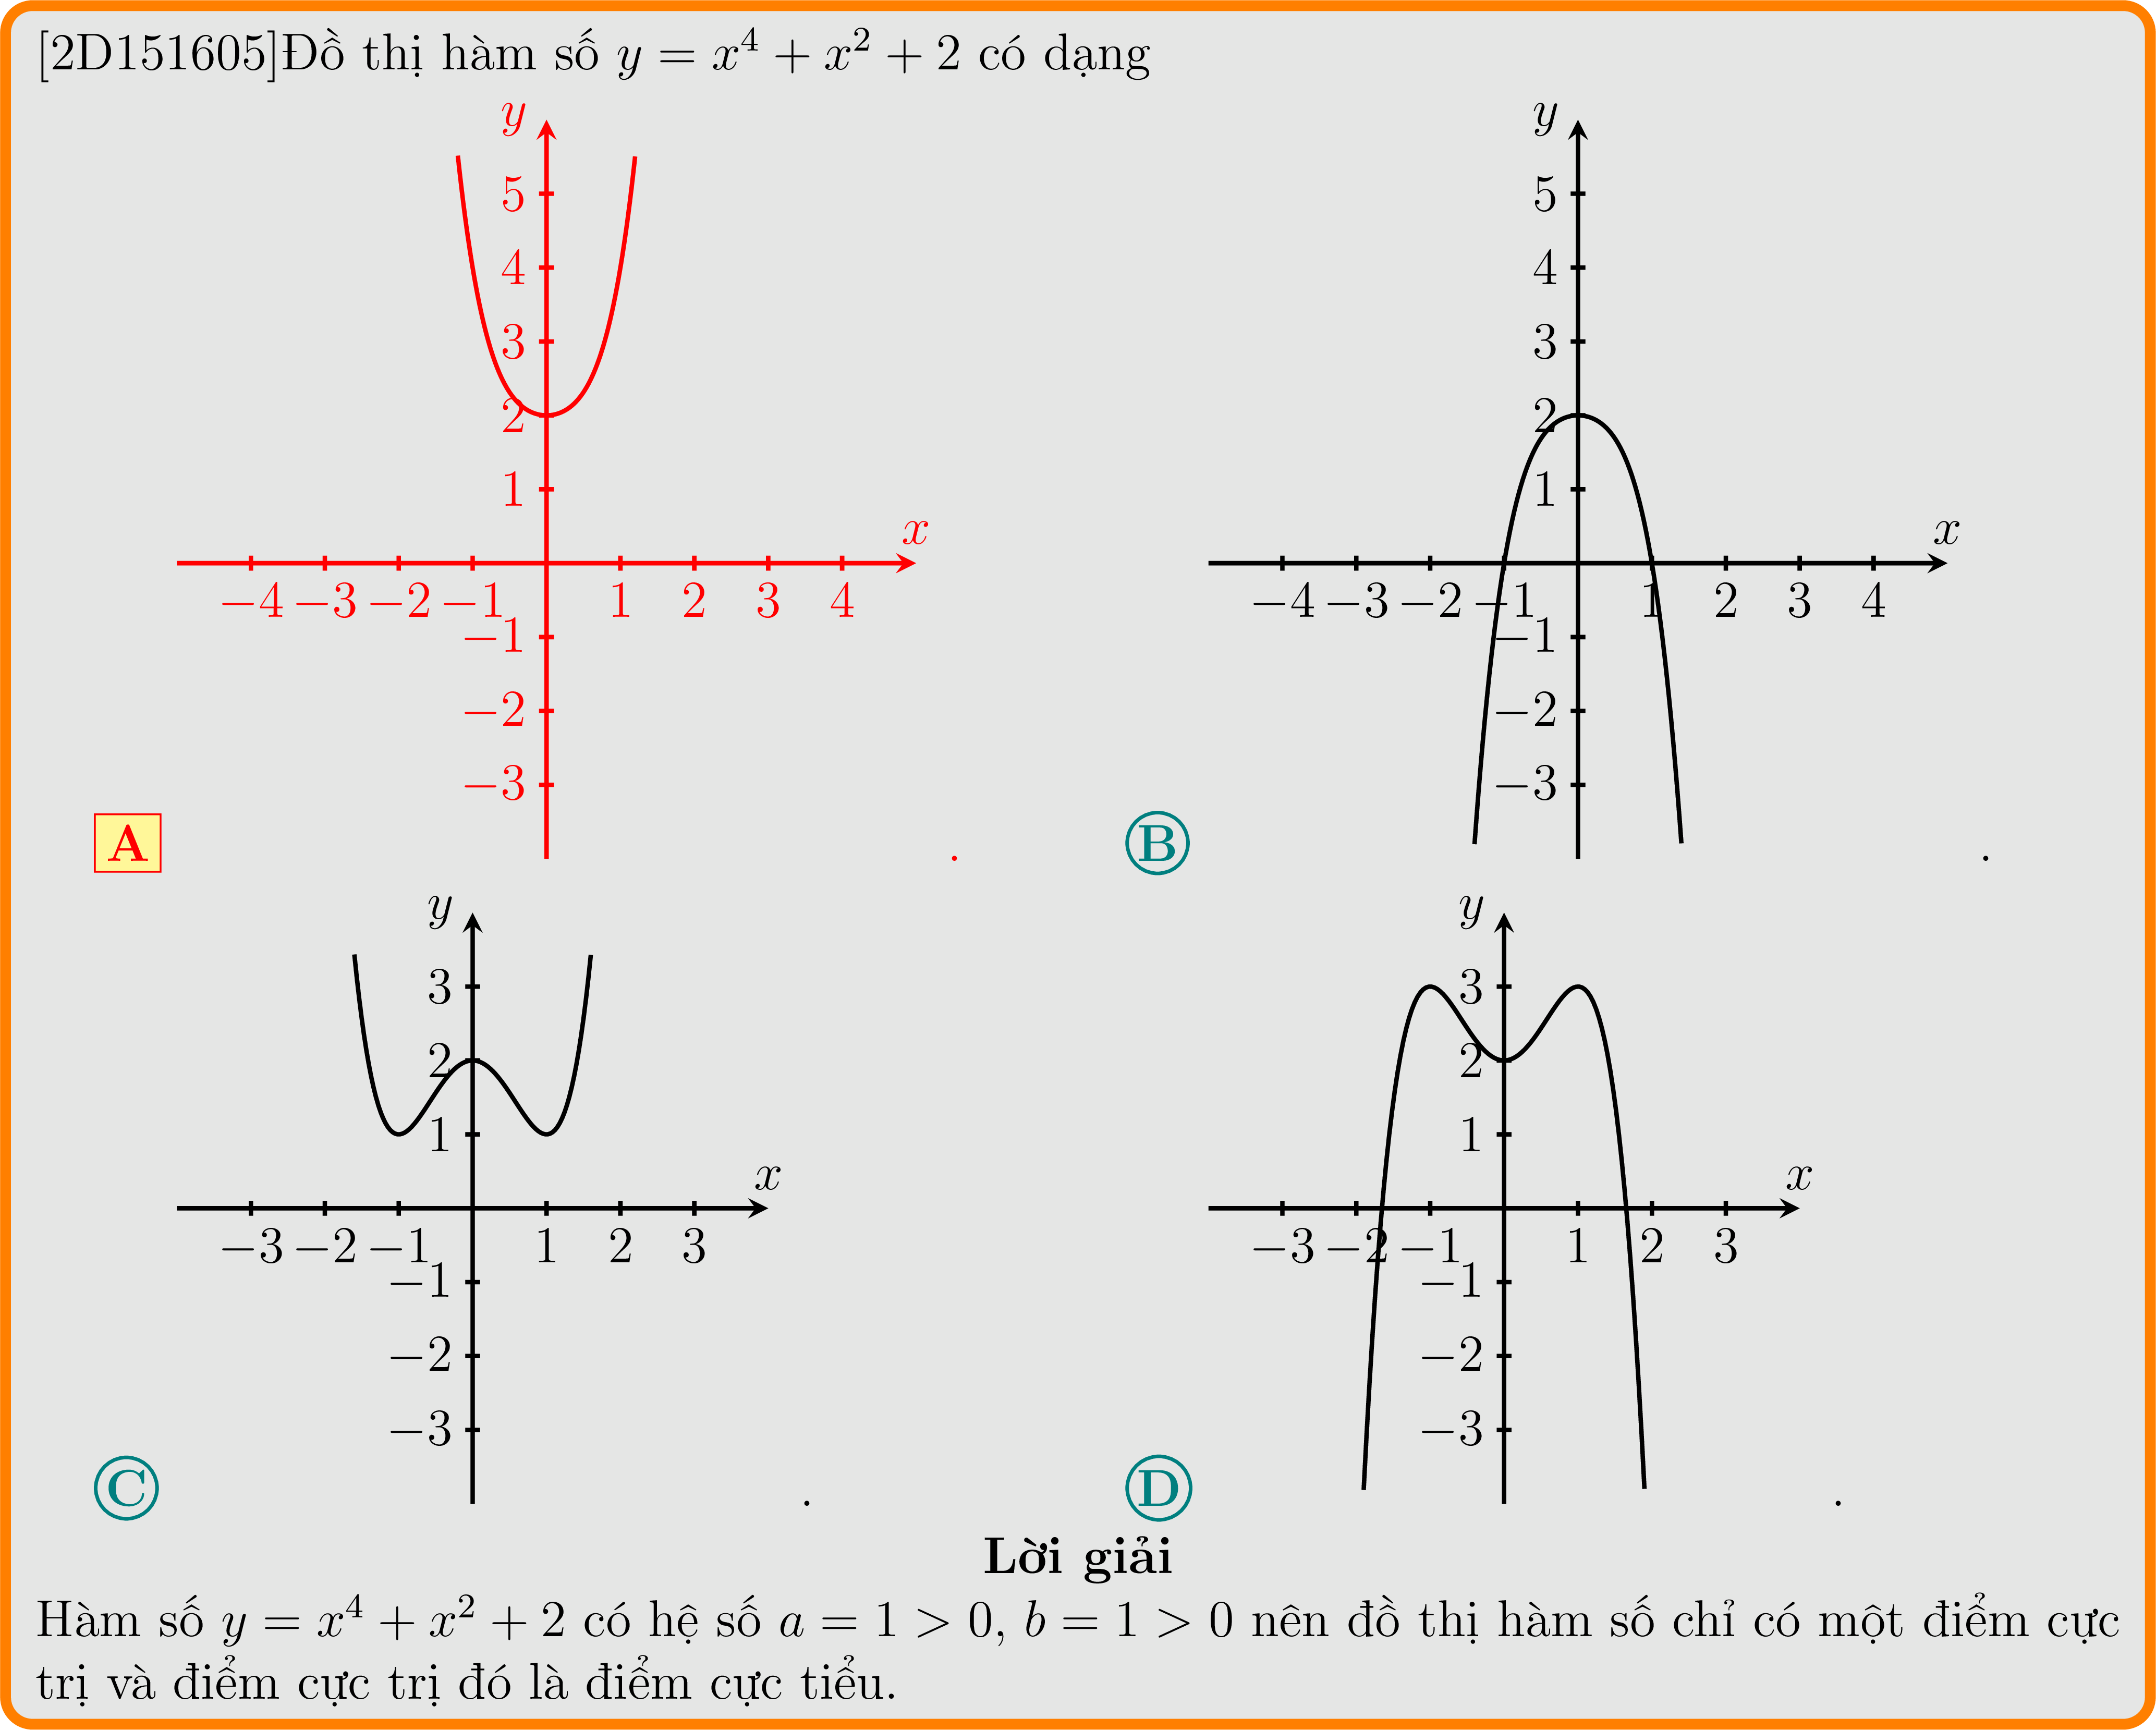 [2D151605]Đồ thị hàm số y = x⁴ + x² + 2 có dạng
y
5
4
3
2
1
x
−4 −3 −2 −1 1 2 3 4
−1
−2
−3
A .
y
5
4
3
2
1
x
−4 −3 −2 −1 1 2 3 4
−1
−2
−3
B .
y
3
2
1
x
−3 −2 −1 1 2 3
−1
−2
−3
C .
y
3
2
1
x
−3 −2 −1 1 2 3
−1
−2
−3
D .
Lời giải
Hàm số y = x⁴ + x² + 2 có hệ số a = 1 > 0, b = 1 > 0 nên đồ thị hàm số chỉ có một điểm cực
trị và điểm cực trị đó là điểm cực tiểu.